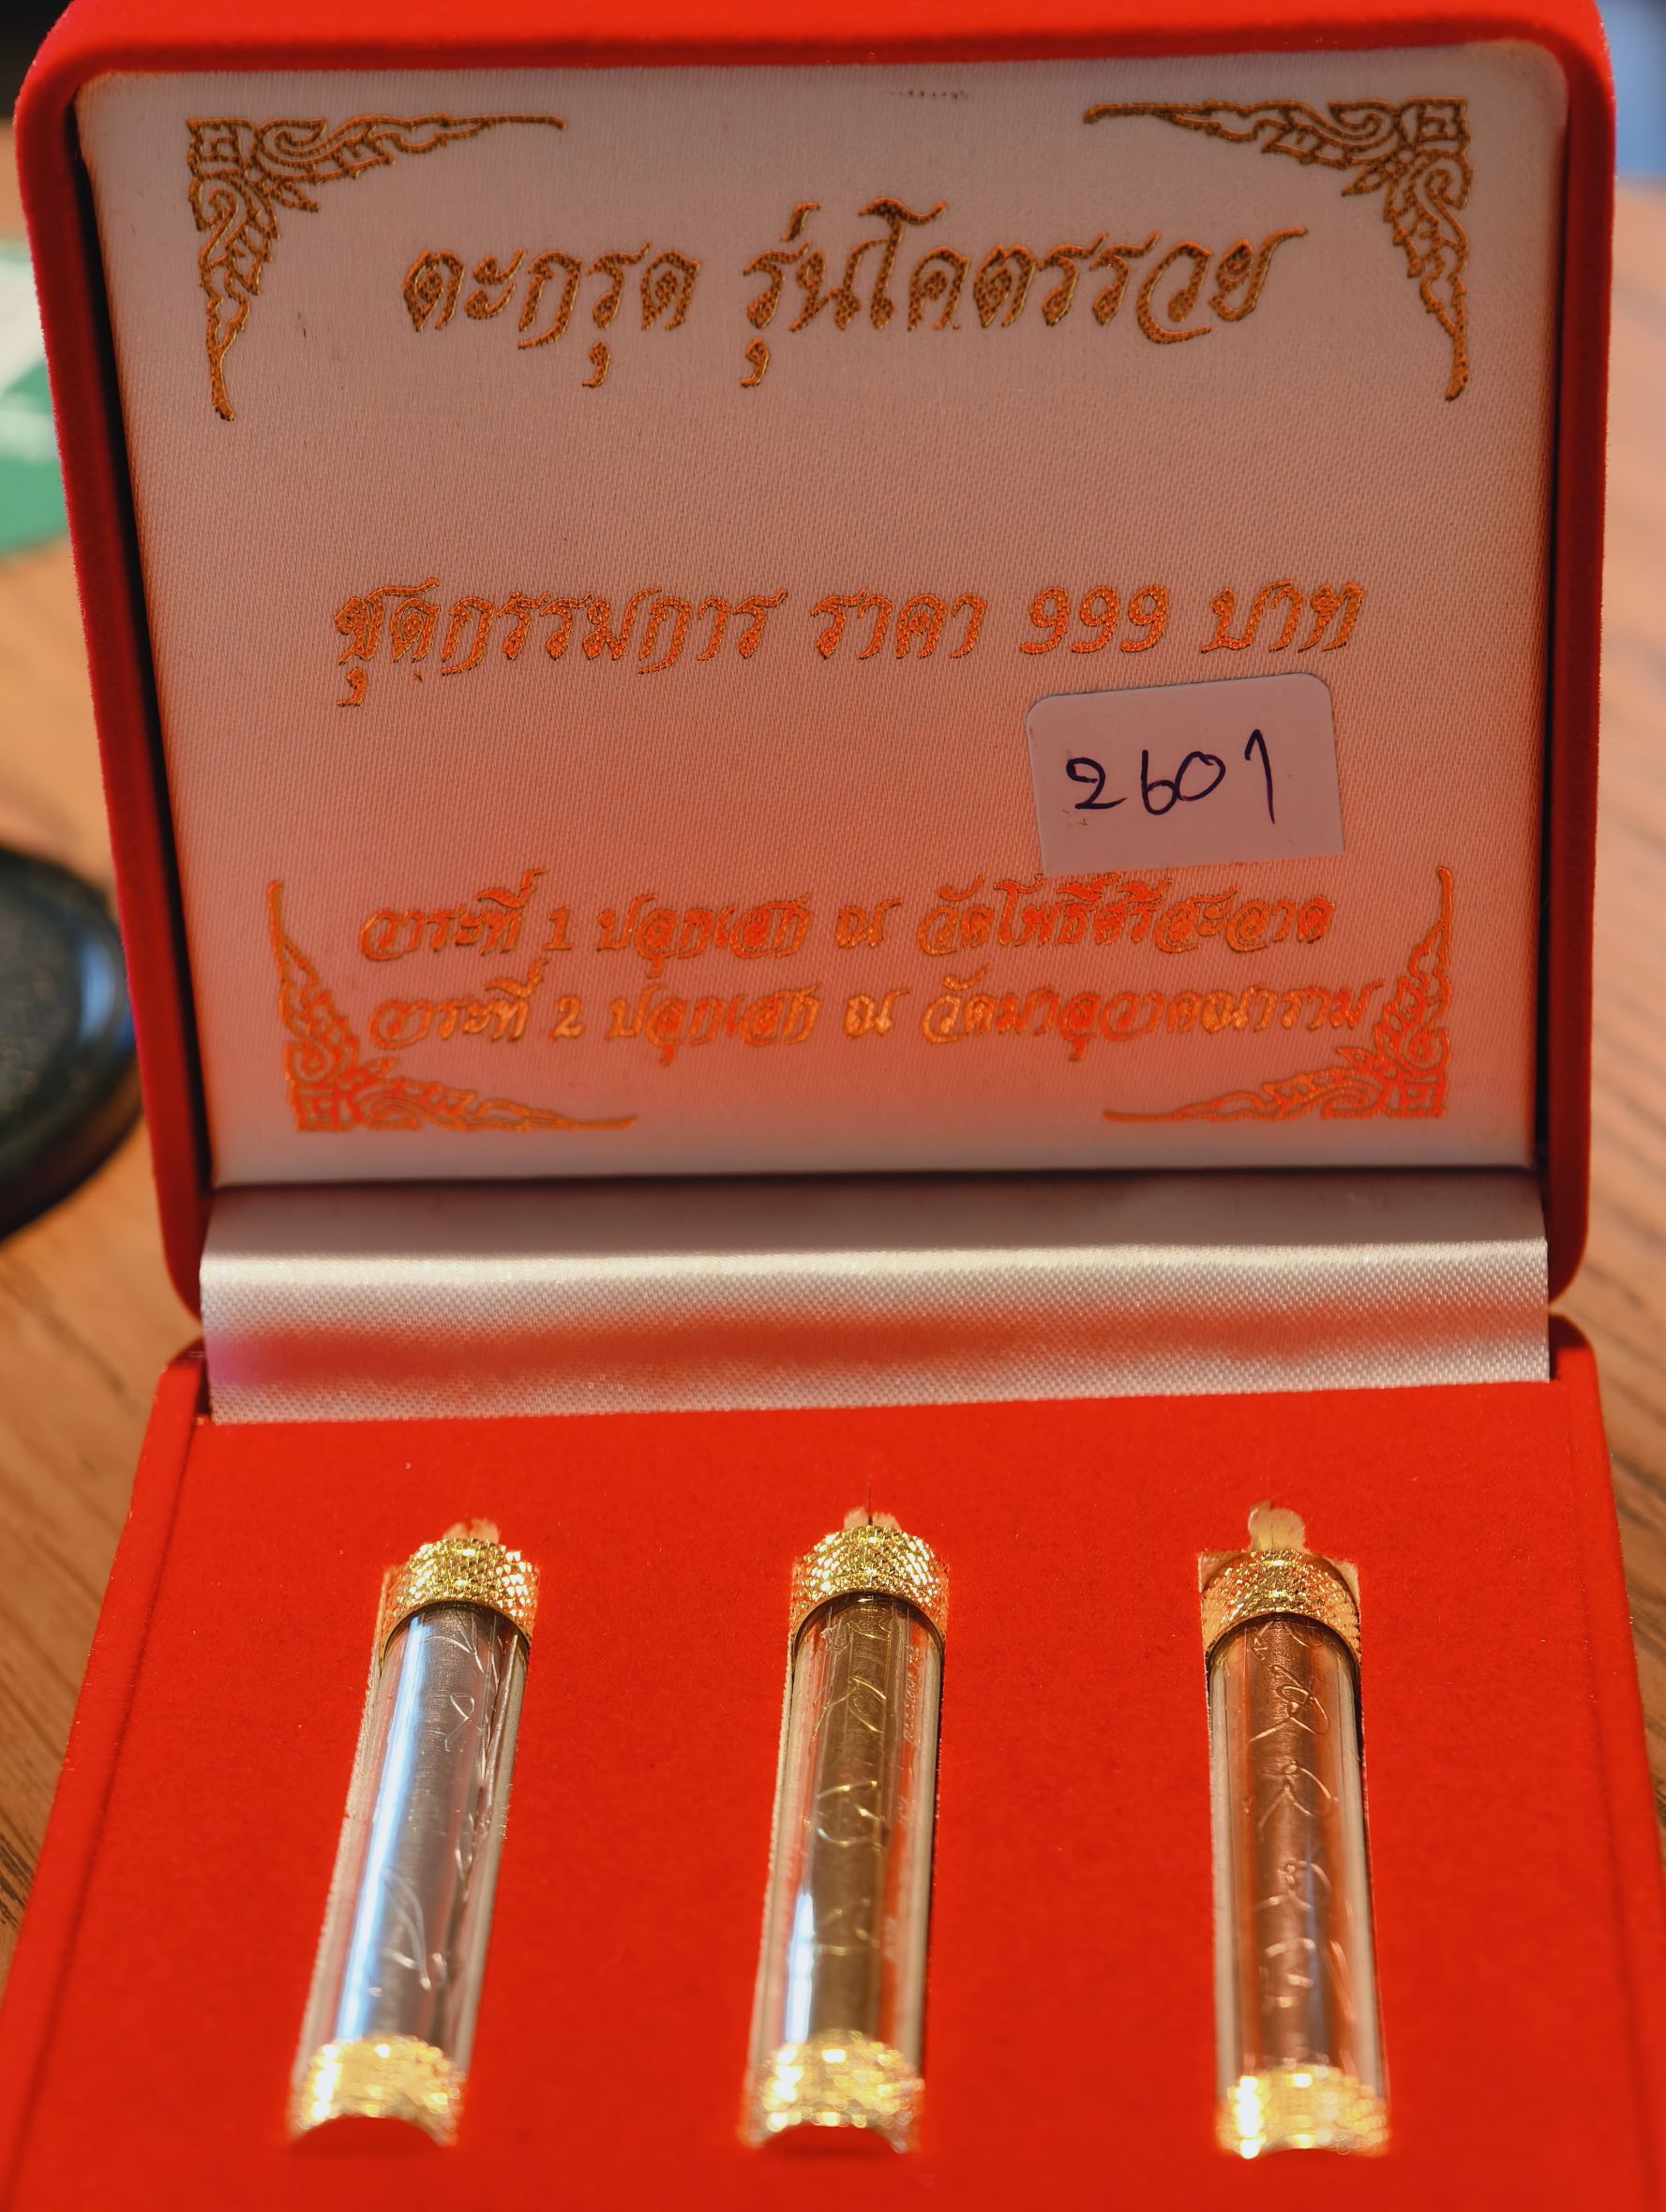 ตะกรุด รุ่นโคตรรวย
ชุดกรรมการ ราคา 999 บาท
2601
วาระที่ 1 ปลุกเสก ณ วัดโพธิ์ศรีสะอาด
วาระที่ 2 ปลุกเสก ณ วัดมาลุวาคณาราม